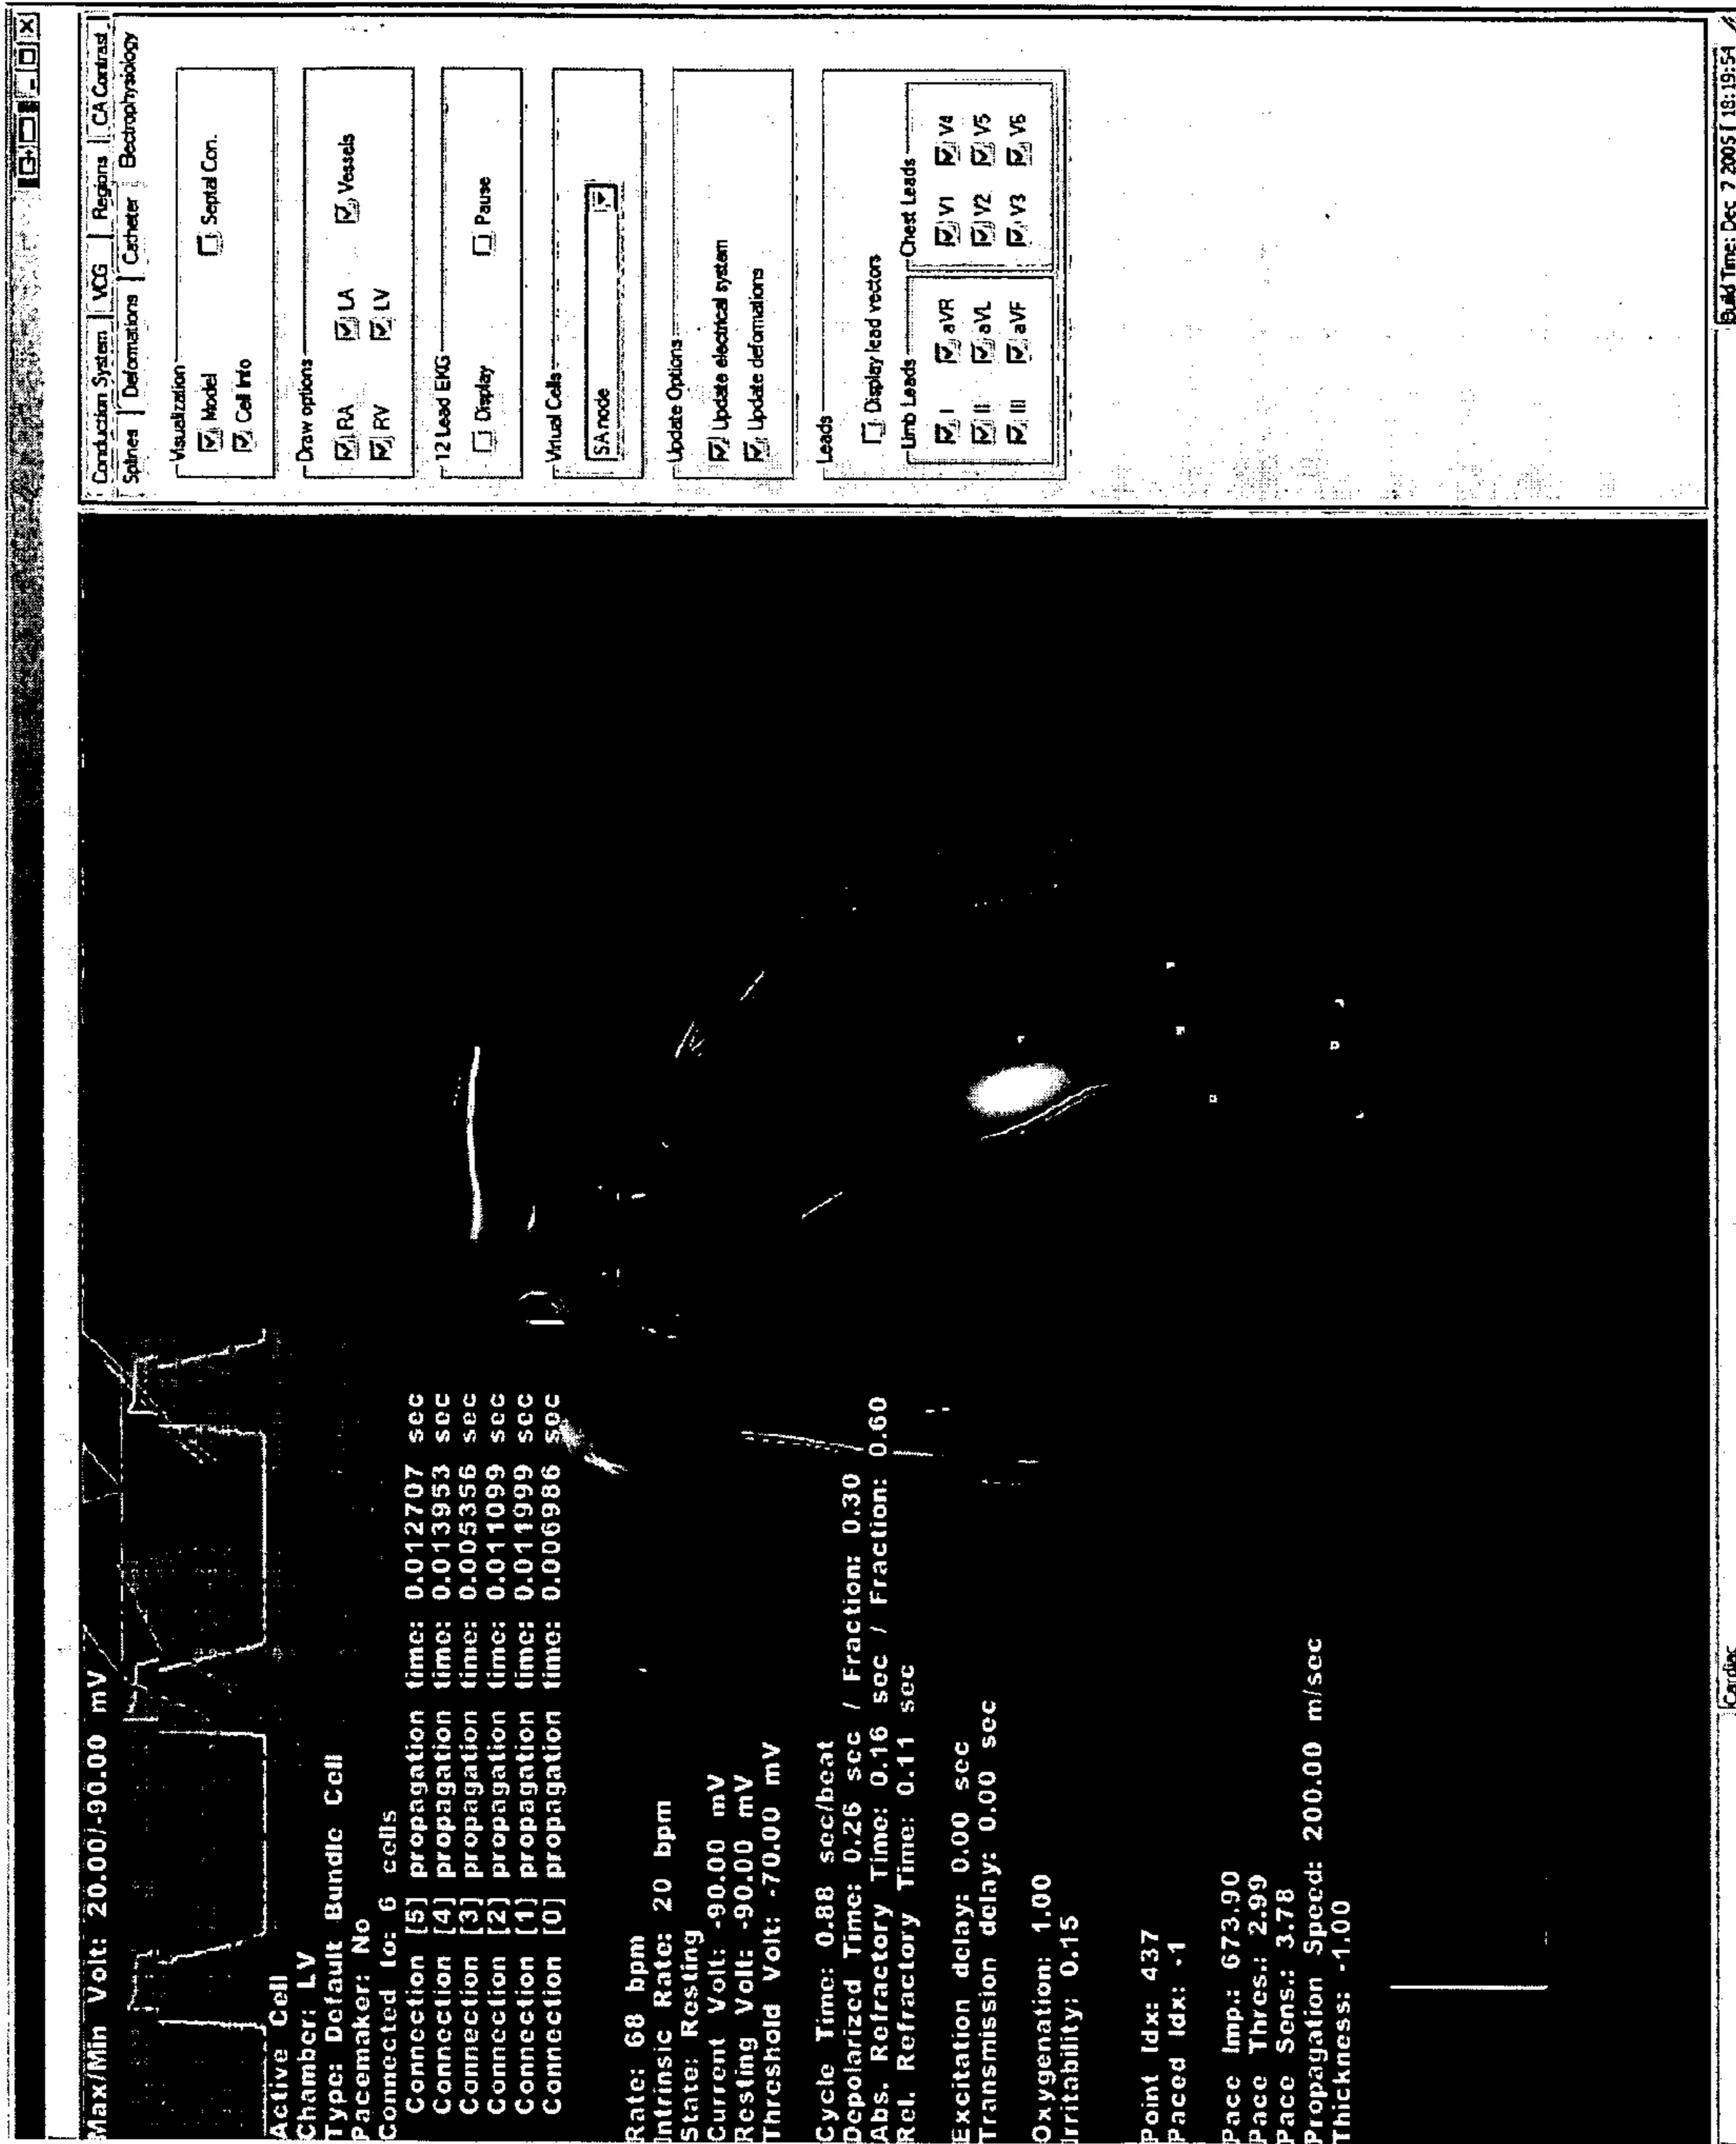 Max/Min Volt: 20.00/-90.00 mV
Active Cell
Chamber: LV
Type: Default Bundle Cell
Pacemaker: No
Connected to: 6 cells
Connection [5] propagation time: 0.012707 sec
Connection [4] propagation time: 0.013953 sec
Connection [3] propagation time: 0.005356 sec
Connection [2] propagation time: 0.011099 sec
Connection [1] propagation time: 0.011999 sec
Connection [0] propagation time: 0.006986 sec
Rate: 68 bpm
Intrinsic Rate: 20 bpm
State: Resting
Current Volt: -90.00 mV
Resting Volt: -90.00 mV
Threshold Volt: -70.00 mV
Cycle Time: 0.88 sec/beat
Depolarized Time: 0.26 sec / Fraction: 0.30
Abs. Refractory Time: 0.16 sec / Fraction: 0.60
Rel. Refractory Time: 0.11 sec
Excitation delay: 0.00 sec
Transmission delay: 0.00 sec
Oxygenation: 1.00
Irritability: 0.15
Point Idx: 437
Paced Idx: -1
Pace Imp.: 673.90
Pace Thres.: 2.99
Pace Sens.: 3.78
Propagation Speed: 200.00 m/sec
Thickness: -1.00
Conduction System VCG Regions CA Contrast
Splines Deformations Catheter Electrophysiology
Visualization
Model Septal Con.
Cell Info
Draw options
RA LA Vessels
RV LV
12 Lead EKG
Display Pause
Virtual Cells
SA node
Update Options
Update electrical system
Update deformations
Leads
Display lead vectors
Limb Leads Chest Leads
I aVR V1 V4
II aVL V2 V5
III aVF V3 V6
Cardiac
Build Time: Dec 7 2005 [ 18:19:54